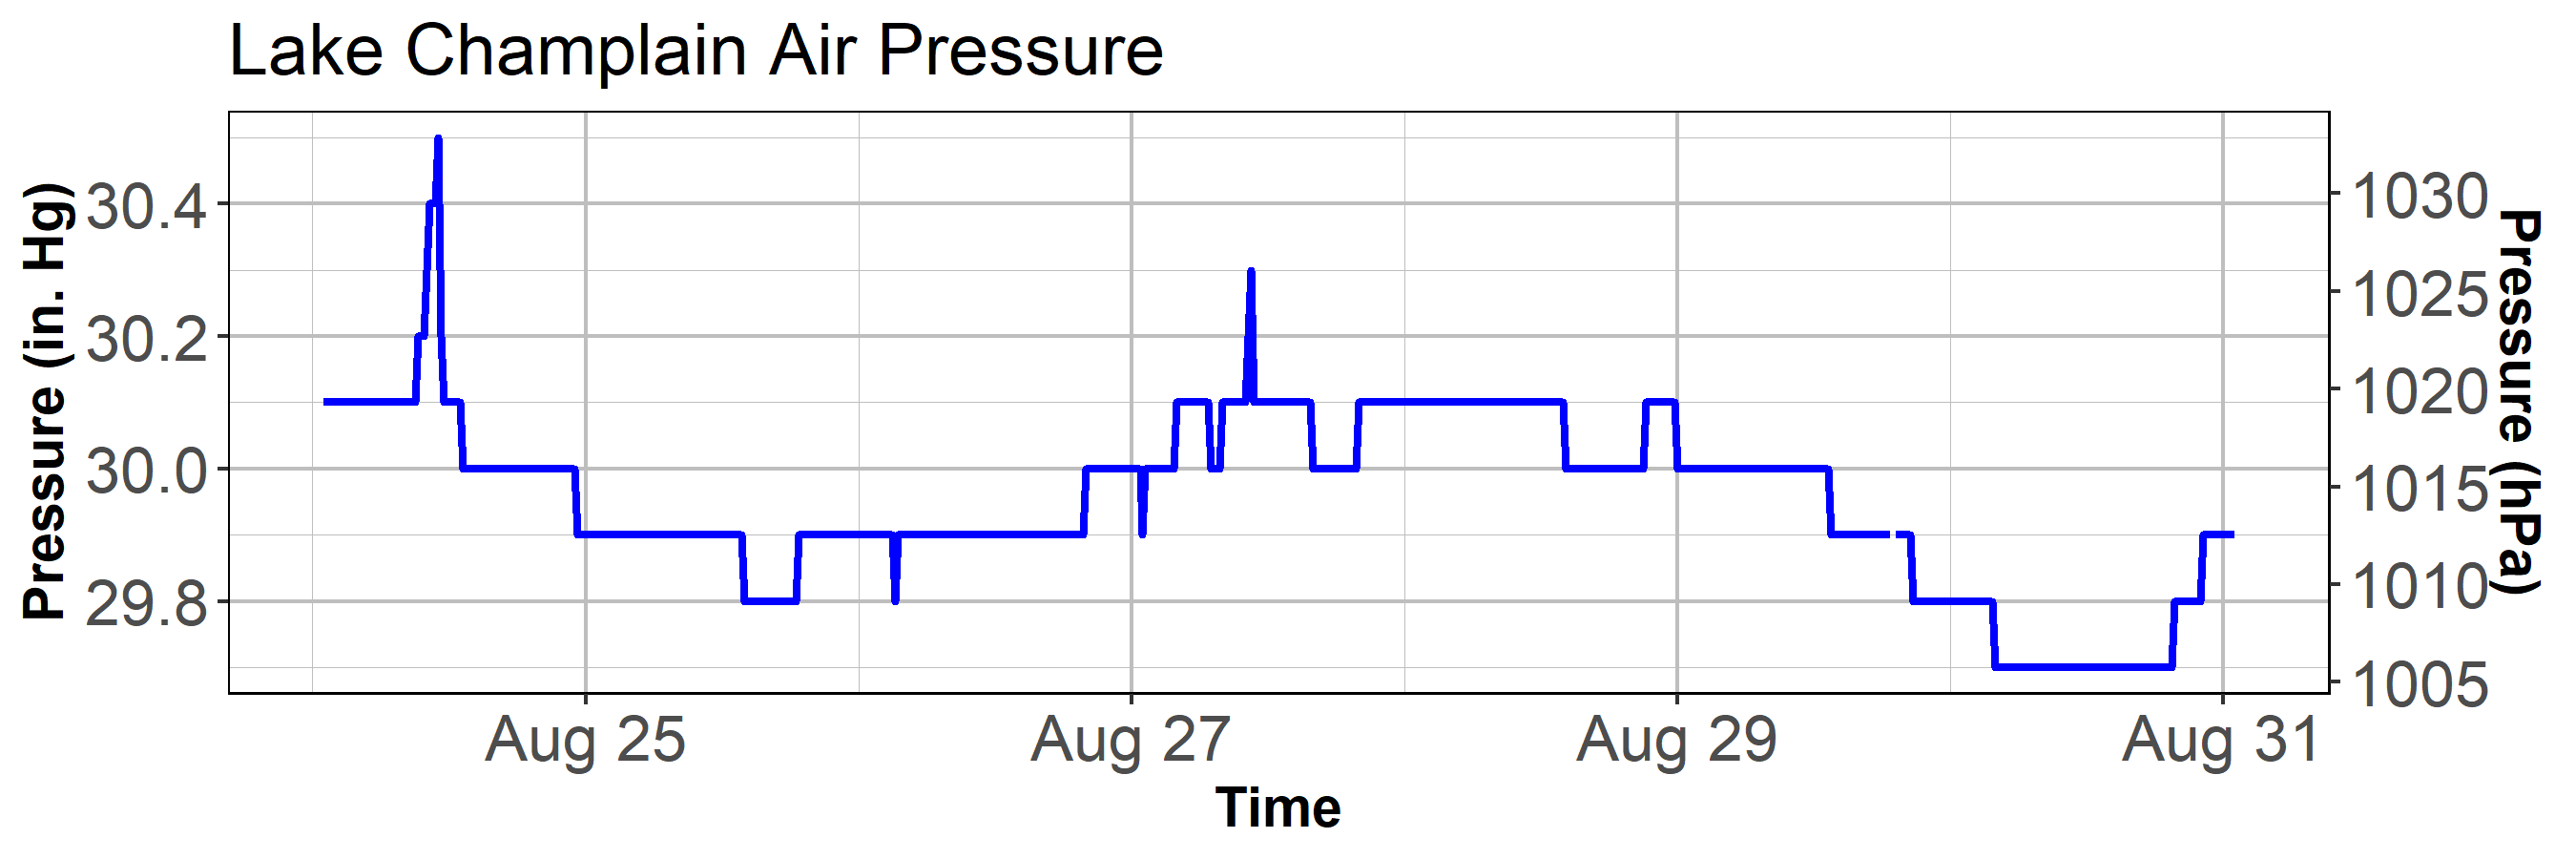 Lake Champlain Air Pressure
Pressure (in. Hg)
30.4
30.2
30.0
29.8
1030
1025
1020
1015
1010
1005
Pressure (hPa)
Aug 25
Aug 27
Aug 29
Aug 31
Time